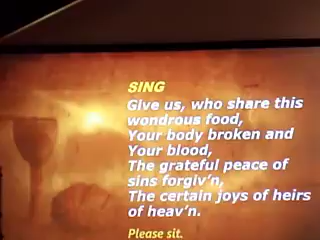 SING
Give us, who share this
wondrous food,
Your body broken and
Your blood,
The grateful peace of
sins forgiv'n,
The certain joys of heirs
of heav'n.
Please sit.